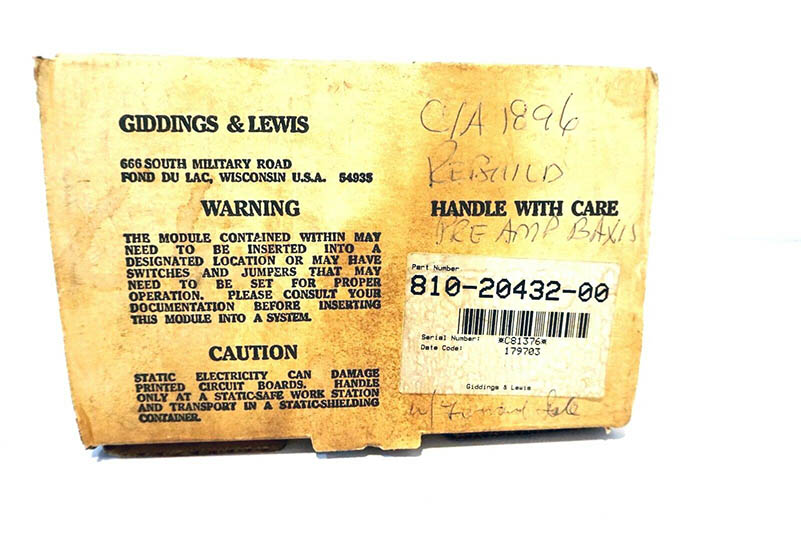 GIDDINGS & LEWIS
666 SOUTH MILITARY ROAD
FOND DU LAC, WISCONSIN U.S.A. 54935
WARNING
THE MODULE CONTAINED WITHIN MAY
NEED TO BE INSERTED INTO A
DESIGNATED LOCATION OR MAY HAVE
SWITCHES AND JUMPERS THAT MAY
NEED TO BE SET FOR PROPER
OPERATION. PLEASE CONSULT YOUR
DOCUMENTATION BEFORE INSERTING
THIS MODULE INTO A SYSTEM.
CAUTION
STATIC ELECTRICITY CAN DAMAGE
PRINTED CIRCUIT BOARDS. HANDLE
ONLY AT A STATIC-SAFE WORK STATION
AND TRANSPORT IN A STATIC-SHIELDING
CONTAINER.
C/A 1896
REBUILD
HANDLE WITH CARE
PRE AMP B AXIS
Part Number
810-20432-00
Serial Number: *C81376*
Date Code: 179703
Giddings & Lewis
w/